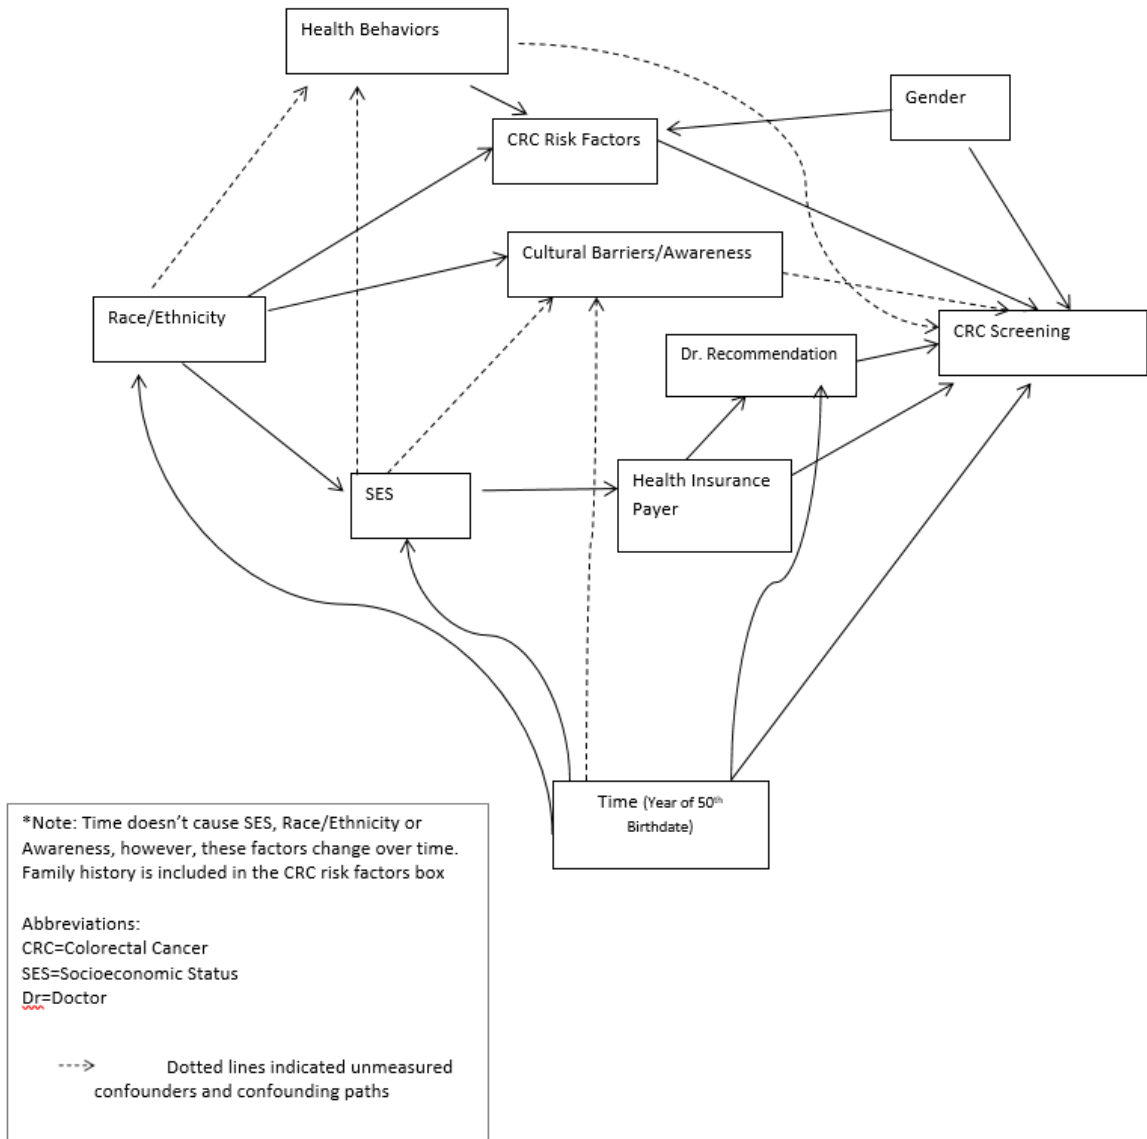 Health Behaviors
Gender
CRC Risk Factors
Cultural Barriers/Awareness
Race/Ethnicity
CRC Screening
Dr. Recommendation
SES
Health Insurance
Payer
Time (Year of 50th
Birthdate)
*Note: Time doesn’t cause SES, Race/Ethnicity or
Awareness, however, these factors change over time.
Family history is included in the CRC risk factors box
Abbreviations:
CRC=Colorectal Cancer
SES=Socioeconomic Status
Dr=Doctor
Dotted lines indicated unmeasured
confounders and confounding paths